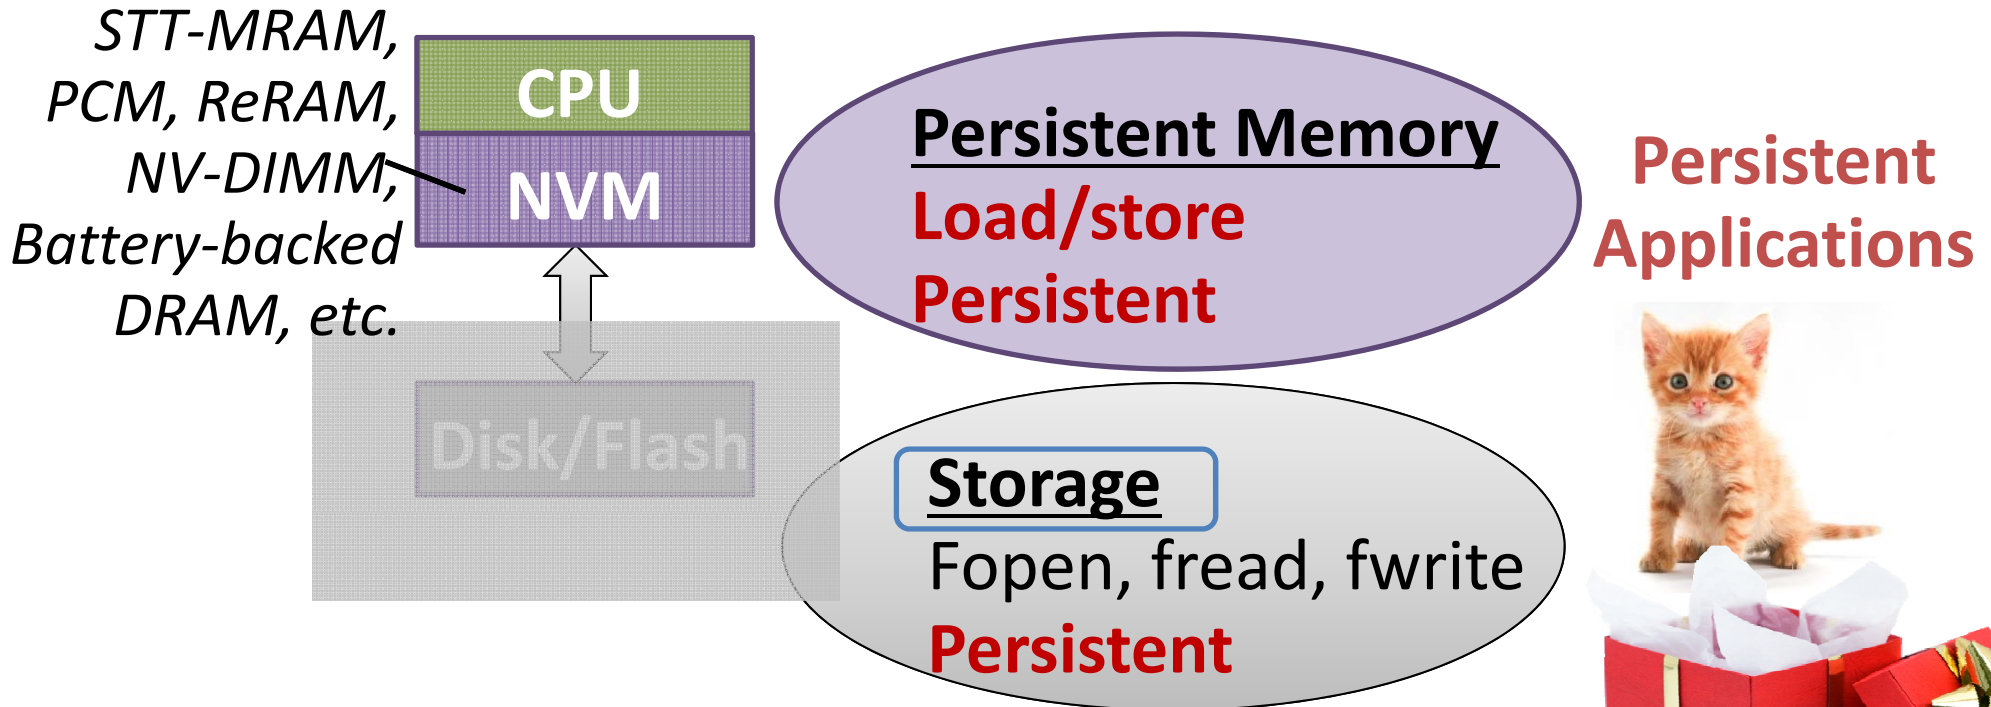 STT-MRAM,
PCM, ReRAM,
NV-DIMM,
Battery-backed
DRAM, etc.
CPU
NVM
Disk/Flash
Persistent Memory
Load/store
Persistent
Storage
Fopen, fread, fwrite
Persistent
Persistent
Applications